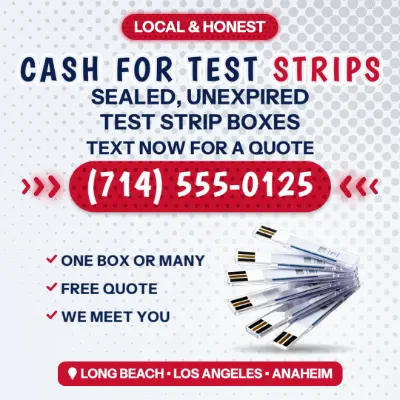 LOCAL & HONEST
CASH FOR TEST STRIPS
SEALED, UNEXPIRED
TEST STRIP BOXES
TEXT NOW FOR A QUOTE
(714) 555-0125
ONE BOX OR MANY
FREE QUOTE
WE MEET YOU
LONG BEACH • LOS ANGELES • ANAHEIM